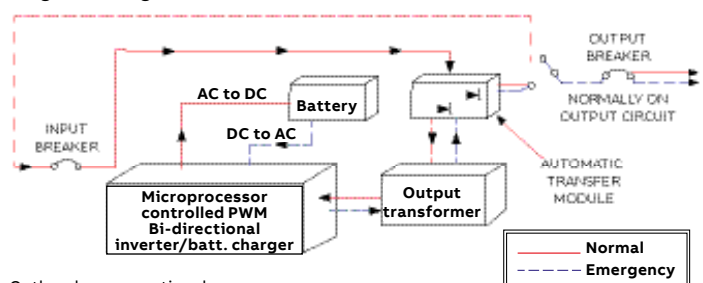 OUTPUT
BREAKER
AC to DC
Battery
NORMALLY ON
OUTPUT CIRCUIT
INPUT
BREAKER
DC to AC
AUTOMATIC
TRANSFER
MODULE
Microprocessor
controlled PWM
Bi-directional
inverter/batt. charger
Output
transformer
Normal
Emergency